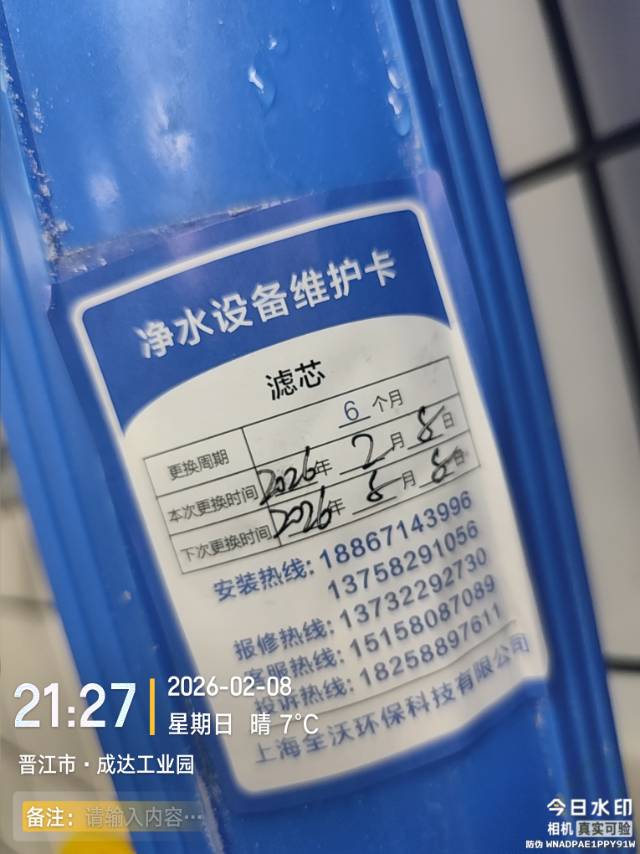 净水设备维护卡
滤芯
更换周期 6 个月
本次更换时间 2026年 2月 8日
下次更换时间 2026年 8月 8日
安装热线: 18867143996
13758291056
报修热线: 13732292730
客服热线: 15158087089
投诉热线: 18258897611
上海全沃环保科技有限公司
21:27
2026-02-08
星期日 晴 7℃
晋江市·成达工业园
备注: 请输入内容…
今日水印
相机 真实可验
防伪 WNADPAE1PPY91W